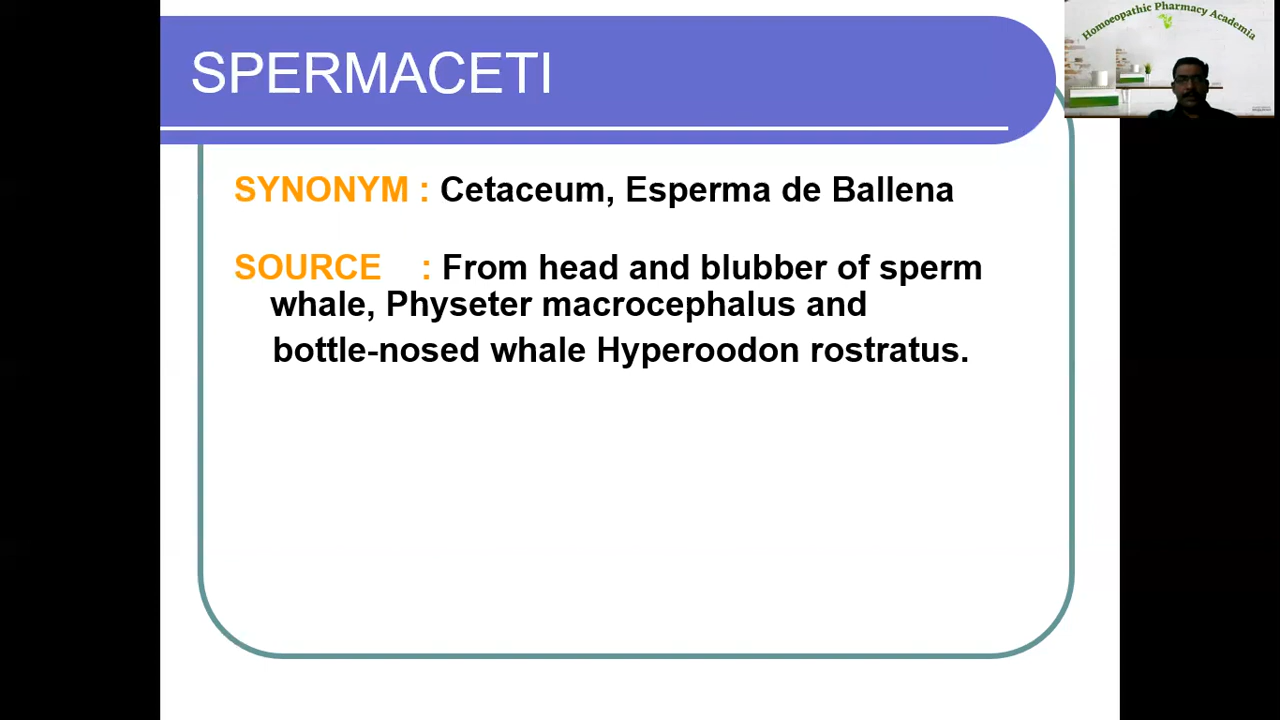 SPERMACETI
Homoeopathic Pharmacy Academia
SYNONYM : Cetaceum, Esperma de Ballena
SOURCE : From head and blubber of sperm
whale, Physeter macrocephalus and
bottle-nosed whale Hyperoodon rostratus.